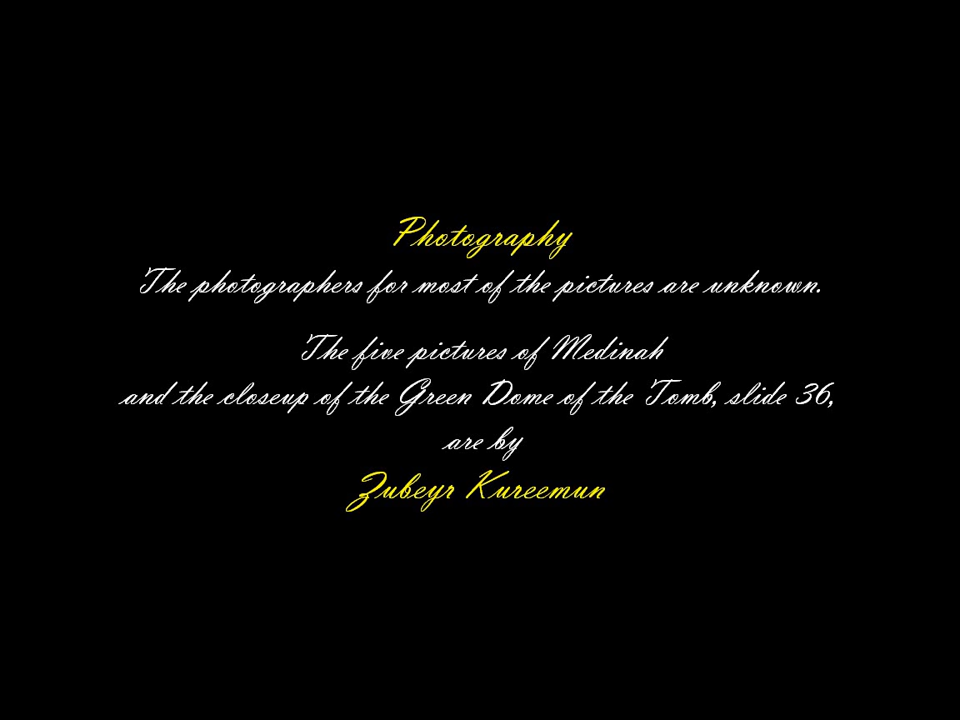 Photography
The photographers for most of the pictures are unknown.
The five pictures of Medinah
and the closeup of the Green Dome of the Tomb, slide 36,
are by
Zubeyr Kureemun